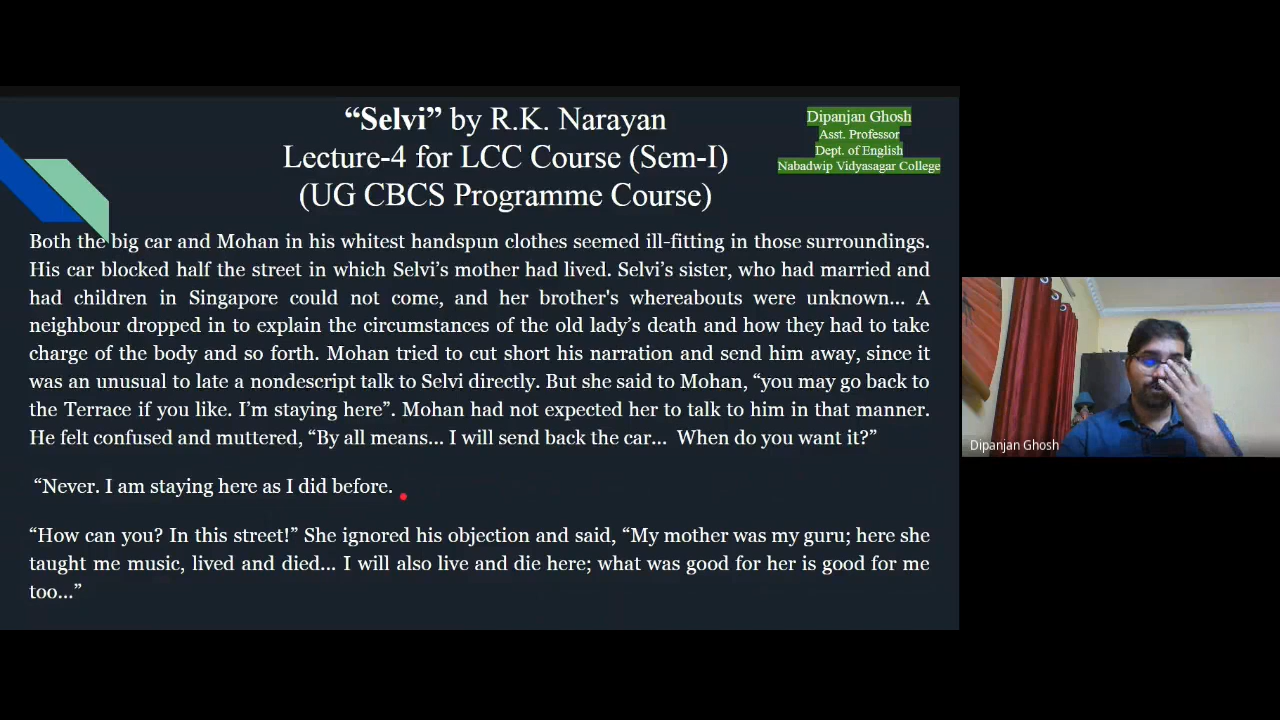 “Selvi” by R.K. Narayan
Lecture-4 for LCC Course (Sem-I)
(UG CBCS Programme Course)
Dipanjan Ghosh
Asst. Professor
Dept. of English
Nabadwip Vidyasagar College
Both the big car and Mohan in his whitest handspun clothes seemed ill-fitting in those surroundings.
His car blocked half the street in which Selvi’s mother had lived. Selvi’s sister, who had married and
had children in Singapore could not come, and her brother's whereabouts were unknown... A
neighbour dropped in to explain the circumstances of the old lady’s death and how they had to take
charge of the body and so forth. Mohan tried to cut short his narration and send him away, since it
was an unusual to late a nondescript talk to Selvi directly. But she said to Mohan, “you may go back to
the Terrace if you like. I’m staying here”. Mohan had not expected her to talk to him in that manner.
He felt confused and muttered, “By all means... I will send back the car... When do you want it?”
“Never. I am staying here as I did before.
“How can you? In this street!” She ignored his objection and said, “My mother was my guru; here she
taught me music, lived and died... I will also live and die here; what was good for her is good for me
too...”
Dipanjan Ghosh